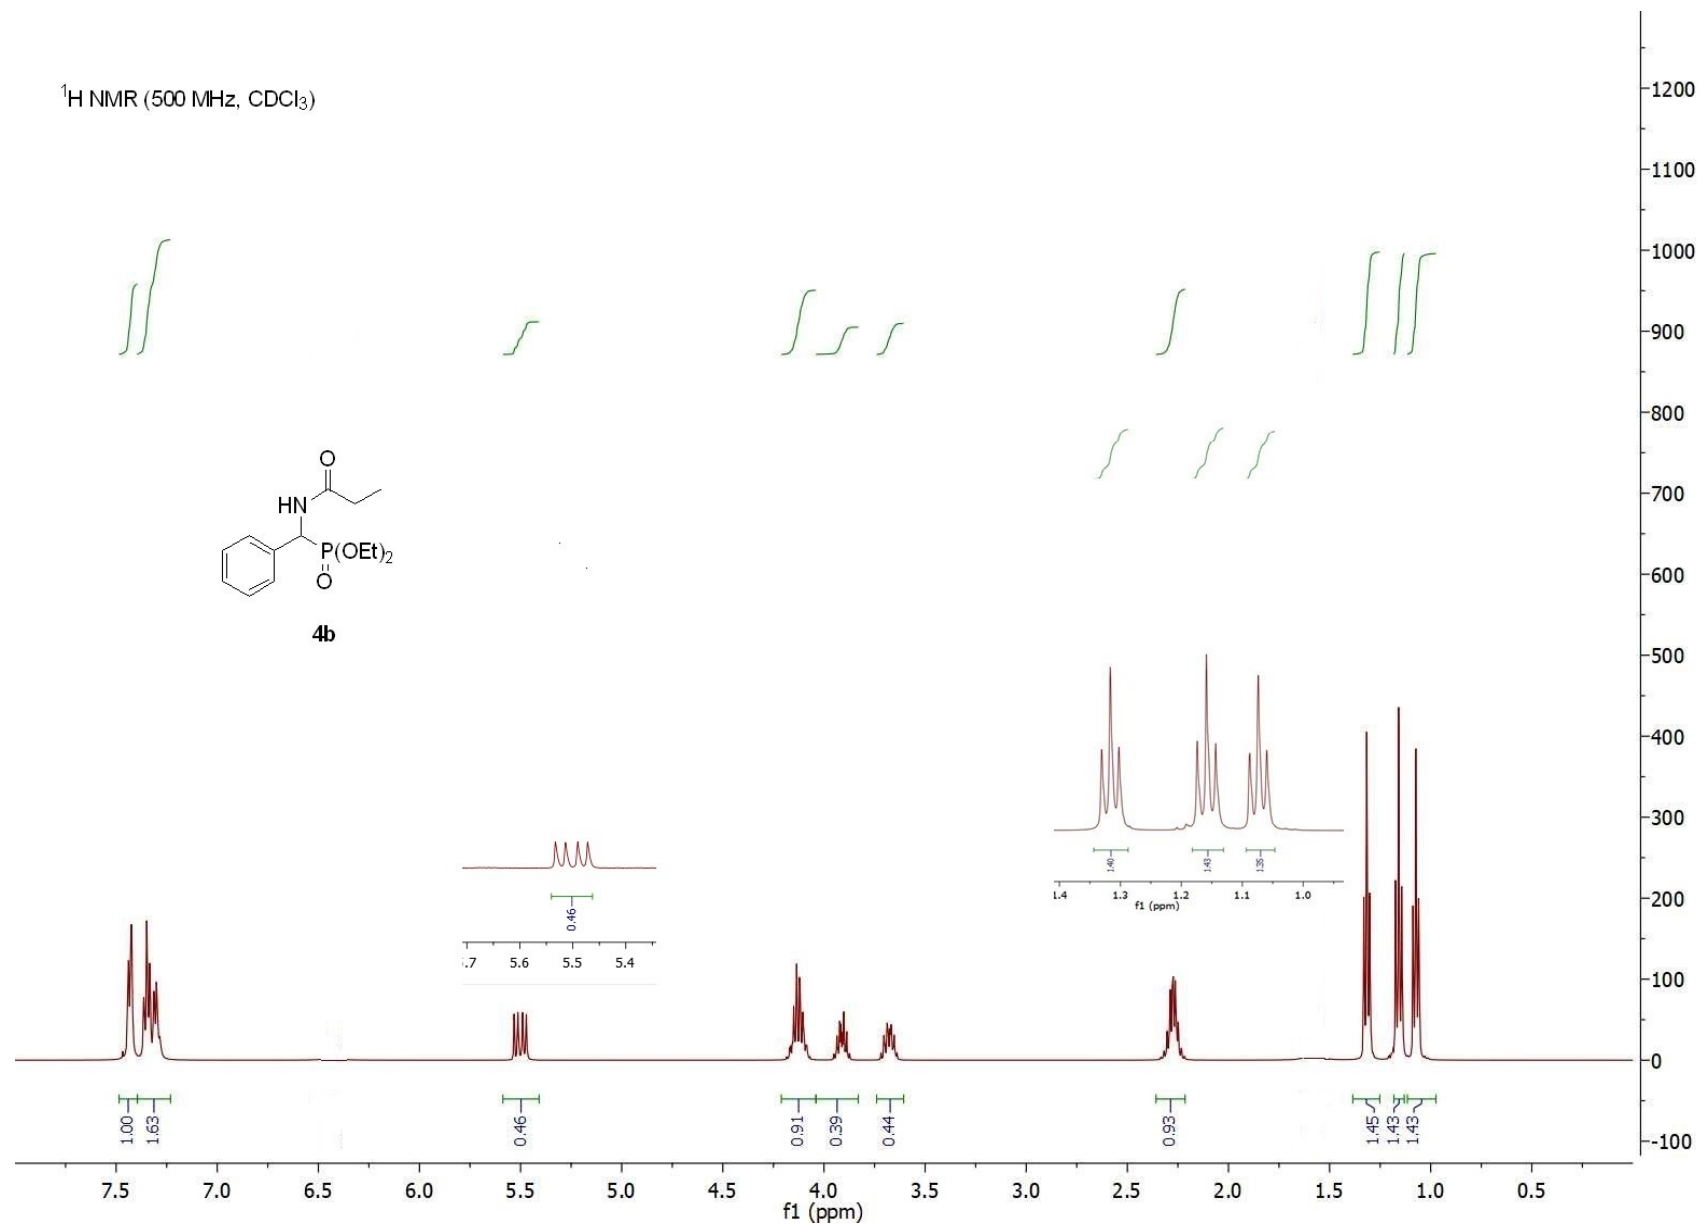 ¹H NMR (500 MHz, CDCl₃)
1200
1100
1000
900
800
700
600
500
400
300
200
100
0
-100
O
HN
P(OEt)₂
O
4b
0.46
.7 5.6 5.5 5.4
1.40 1.43 1.35
1.4 1.3 1.2 1.1 1.0
f1 (ppm)
1.00 1.63 0.46 0.91 0.39 0.44 0.93 1.45 1.43 1.43
7.5 7.0 6.5 6.0 5.5 5.0 4.5 4.0 3.5 3.0 2.5 2.0 1.5 1.0 0.5
f1 (ppm)